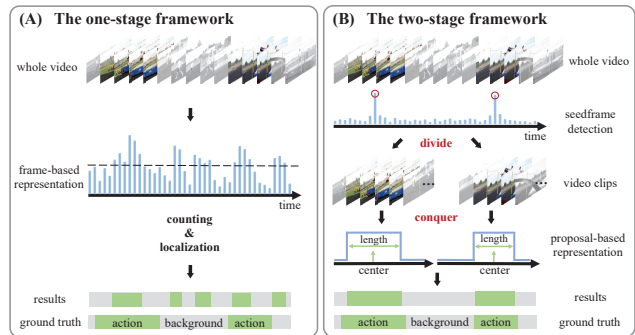 (A) The one-stage framework
whole video
frame-based
representation
time
counting
&
localization
results
ground truth
action
background
action
(B) The two-stage framework
whole video
seedframe
detection
time
divide
video clips
...
...
conquer
length
length
proposal-based
representation
center
center
results
action
background
action
ground truth